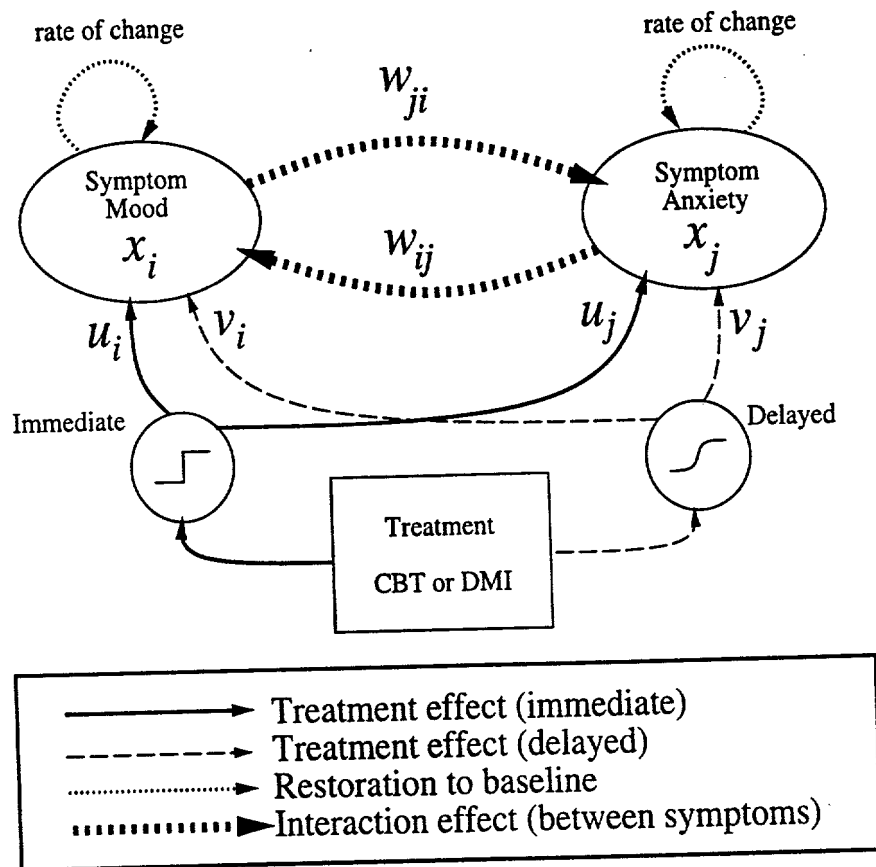 rate of change
rate of change
w_ji
Symptom
Mood
x_i
Symptom
Anxiety
x_j
w_ij
u_i
v_i
u_j
v_j
Immediate
Delayed
Treatment
CBT or DMI
Treatment effect (immediate)
Treatment effect (delayed)
Restoration to baseline
Interaction effect (between symptoms)